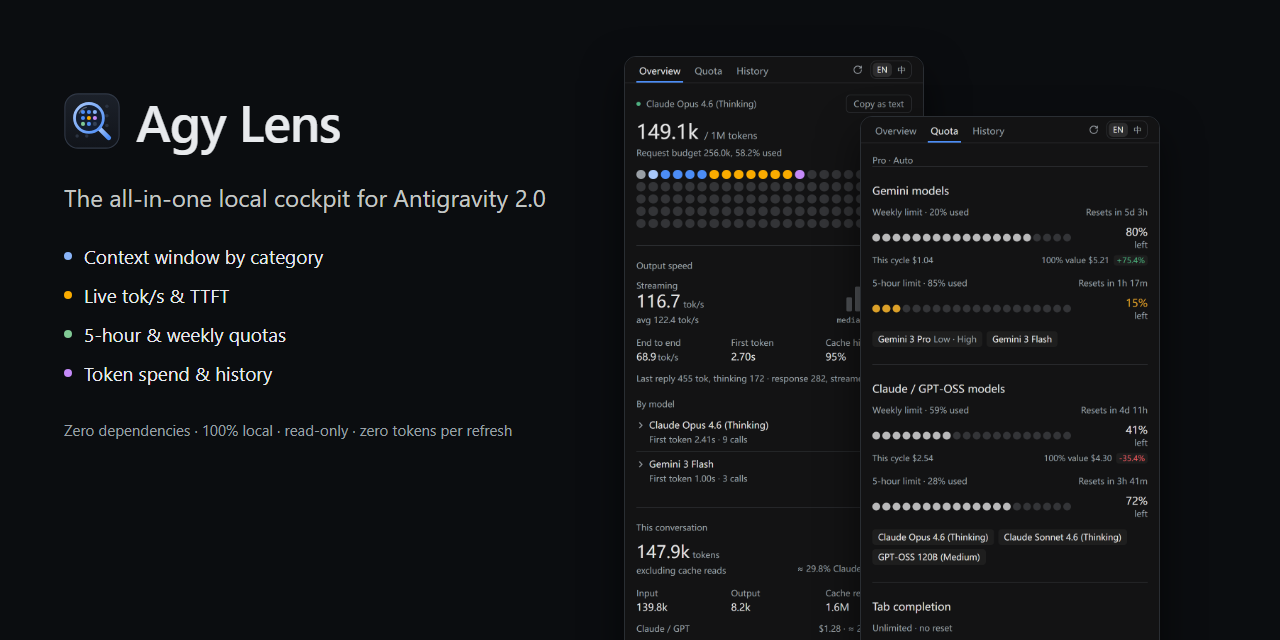 Agy Lens
The all-in-one local cockpit for Antigravity 2.0
Context window by category
Live tok/s & TTFT
5-hour & weekly quotas
Token spend & history
Zero dependencies · 100% local · read-only · zero tokens per refresh
Overview Quota History EN 中
Claude Opus 4.6 (Thinking) Copy as text
149.1k / 1M tokens
Request budget 256.0k, 58.2% used
Output speed
Streaming
116.7 tok/s
avg 122.4 tok/s
End to end First token
68.9 tok/s 2.70s 95%
Last reply 455 tok, thinking 172 · response 282,
By model
Claude Opus 4.6 (Thinking)
First token 2.41s · 9 calls
Gemini 3 Flash
First token 1.00s · 3 calls
This conversation
147.9k tokens
excluding cache reads ≈ 29.8% Claude
Input Output Cache
139.8k 8.2k 1.6M
Claude / GPT $1.28 · ≈
Overview Quota History EN 中
Pro · Auto
Gemini models
Weekly limit · 20% used Resets in 5d 3h
80%
left
This cycle $1.04 100% value $5.21 +75.4%
5-hour limit · 85% used Resets in 1h 17m
15%
left
Gemini 3 Pro Low · High Gemini 3 Flash
Claude / GPT-OSS models
Weekly limit · 59% used Resets in 4d 11h
41%
left
This cycle $2.54 100% value $4.30 -35.4%
5-hour limit · 28% used Resets in 3h 41m
72%
left
Claude Opus 4.6 (Thinking) Claude Sonnet 4.6 (Thinking)
GPT-OSS 120B (Medium)
Tab completion
Unlimited · no reset